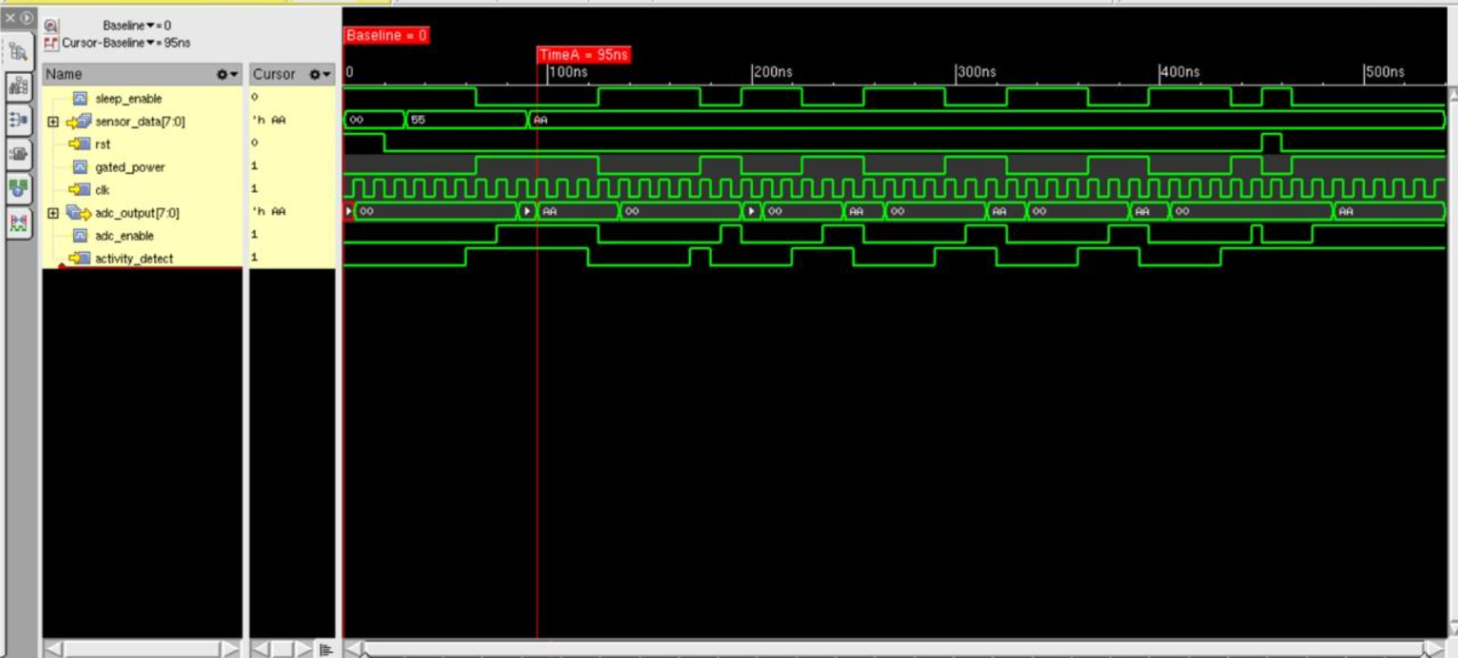 Baseline = 0
Cursor-Baseline = 95ns
Baseline = 0
TimeA = 95ns
Name Cursor 0 100ns 200ns 300ns 400ns 500ns
sleep_enable 0
sensor_data[7:0] 'h AA 00 55 AA
rst 0
gated_power 1
clk 1
adc_output[7:0] 'h AA 00 AA 00 00 AA 00 AA 00 AA 00 AA
adc_enable 1
activity_detect 1